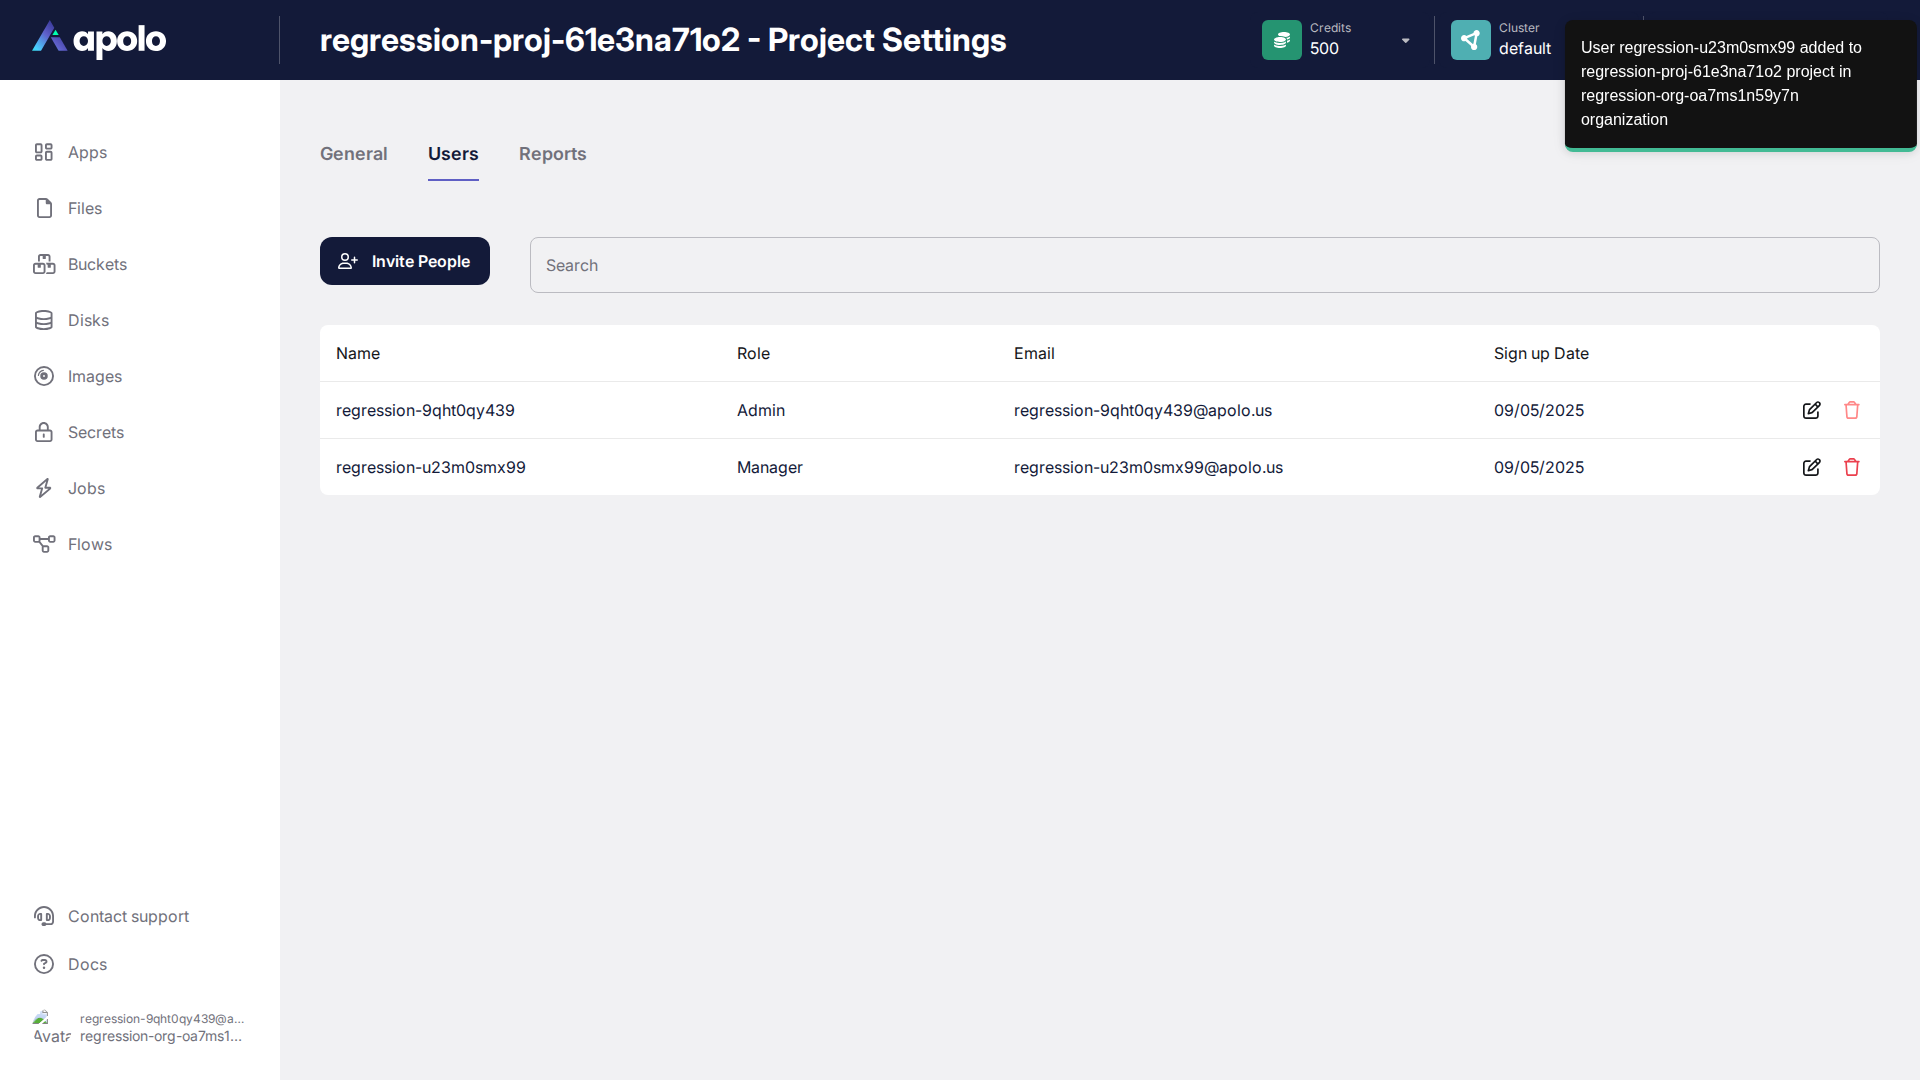 apolo
regression-proj-61e3na71o2 - Project Settings
Credits
500
Cluster
default
User regression-u23m0smx99 added to
regression-proj-61e3na71o2 project in
regression-org-oa7ms1n59y7n
organization
Apps
Files
Buckets
Disks
Images
Secrets
Jobs
Flows
General
Users
Reports
Invite People
Search
Name Role Email Sign up Date
regression-9qht0qy439 Admin regression-9qht0qy439@apolo.us 09/05/2025
regression-u23m0smx99 Manager regression-u23m0smx99@apolo.us 09/05/2025
Contact support
Docs
Avata
regression-9qht0qy439@a...
regression-org-oa7ms1...